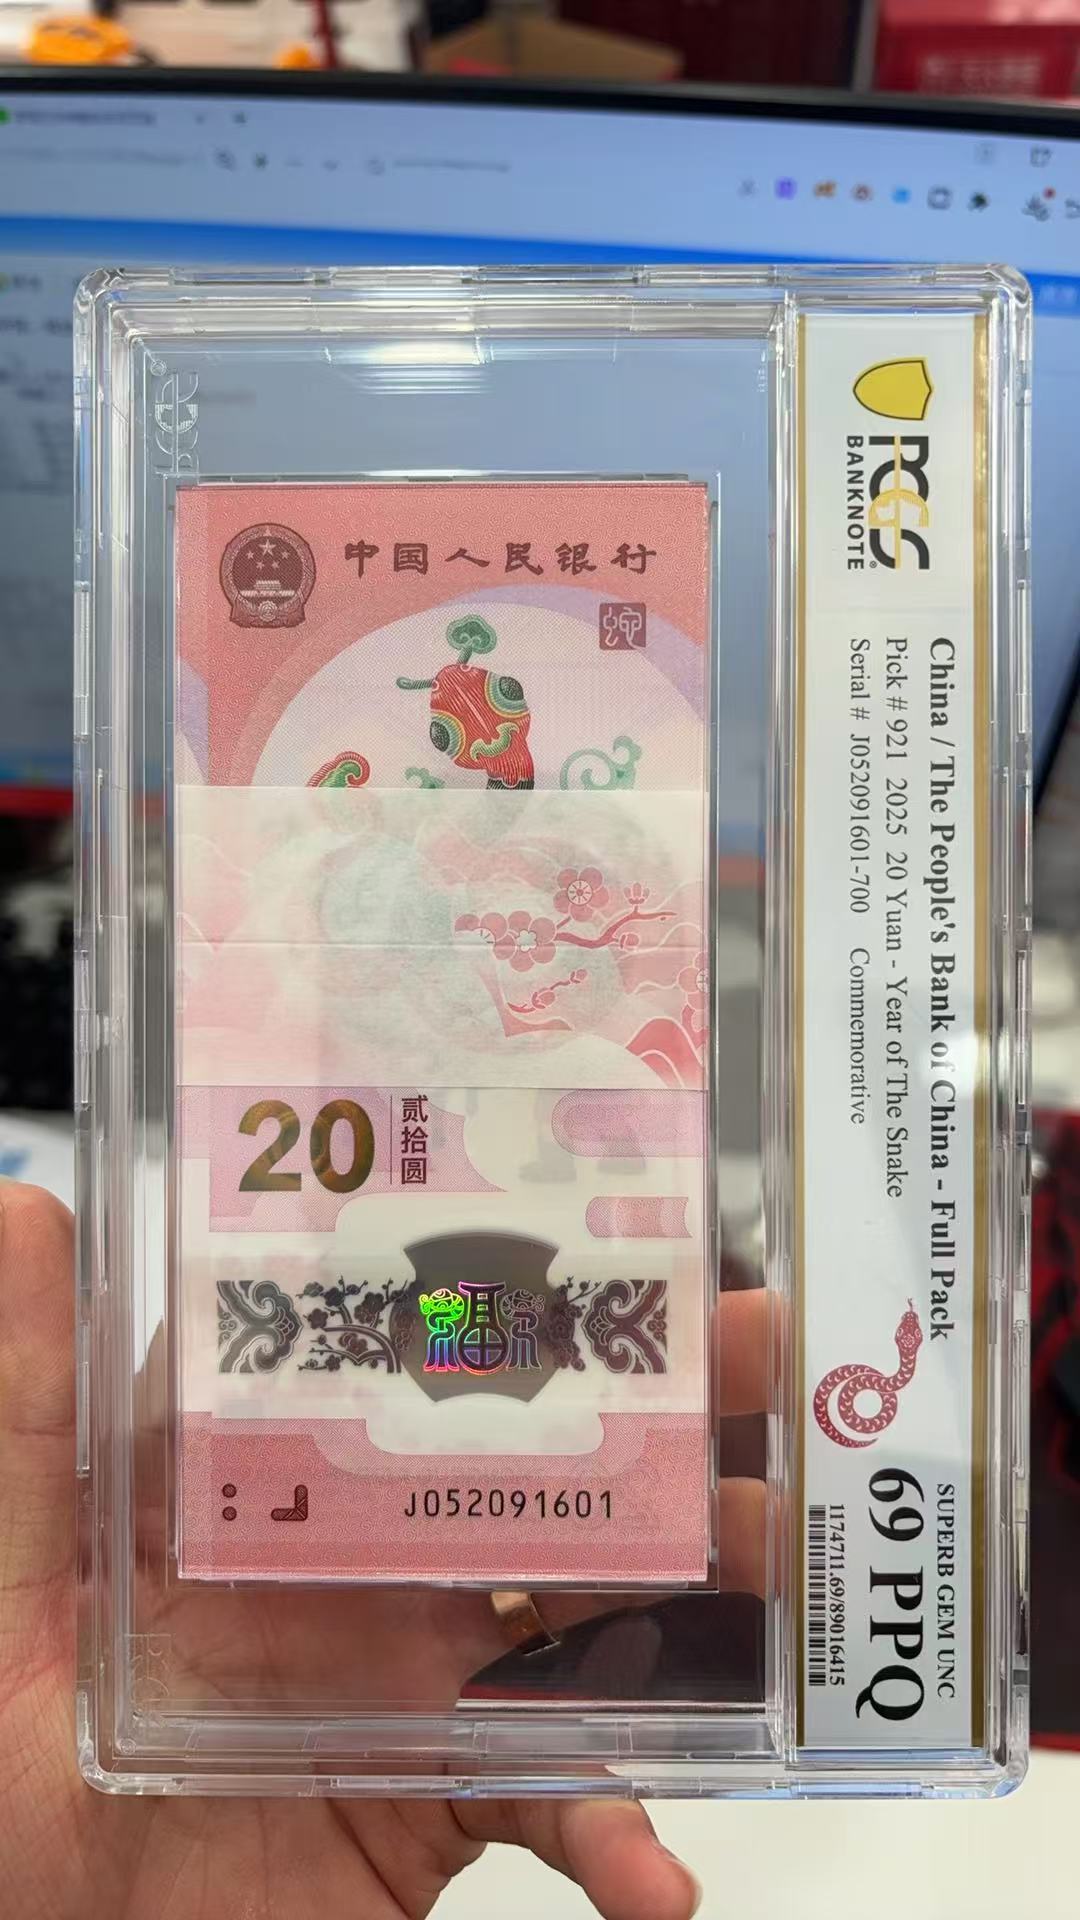 中国人民银行
蛇
20
贰拾圆
福
J052091601
PCGS
BANKNOTE
China / The People's Bank of China - Full Pack
Pick # 921 2025 20 Yuan - Year of The Snake
Serial # J052091601-700 Commemorative
SUPERB GEM UNC
69 PPQ
1174711.69/89016415